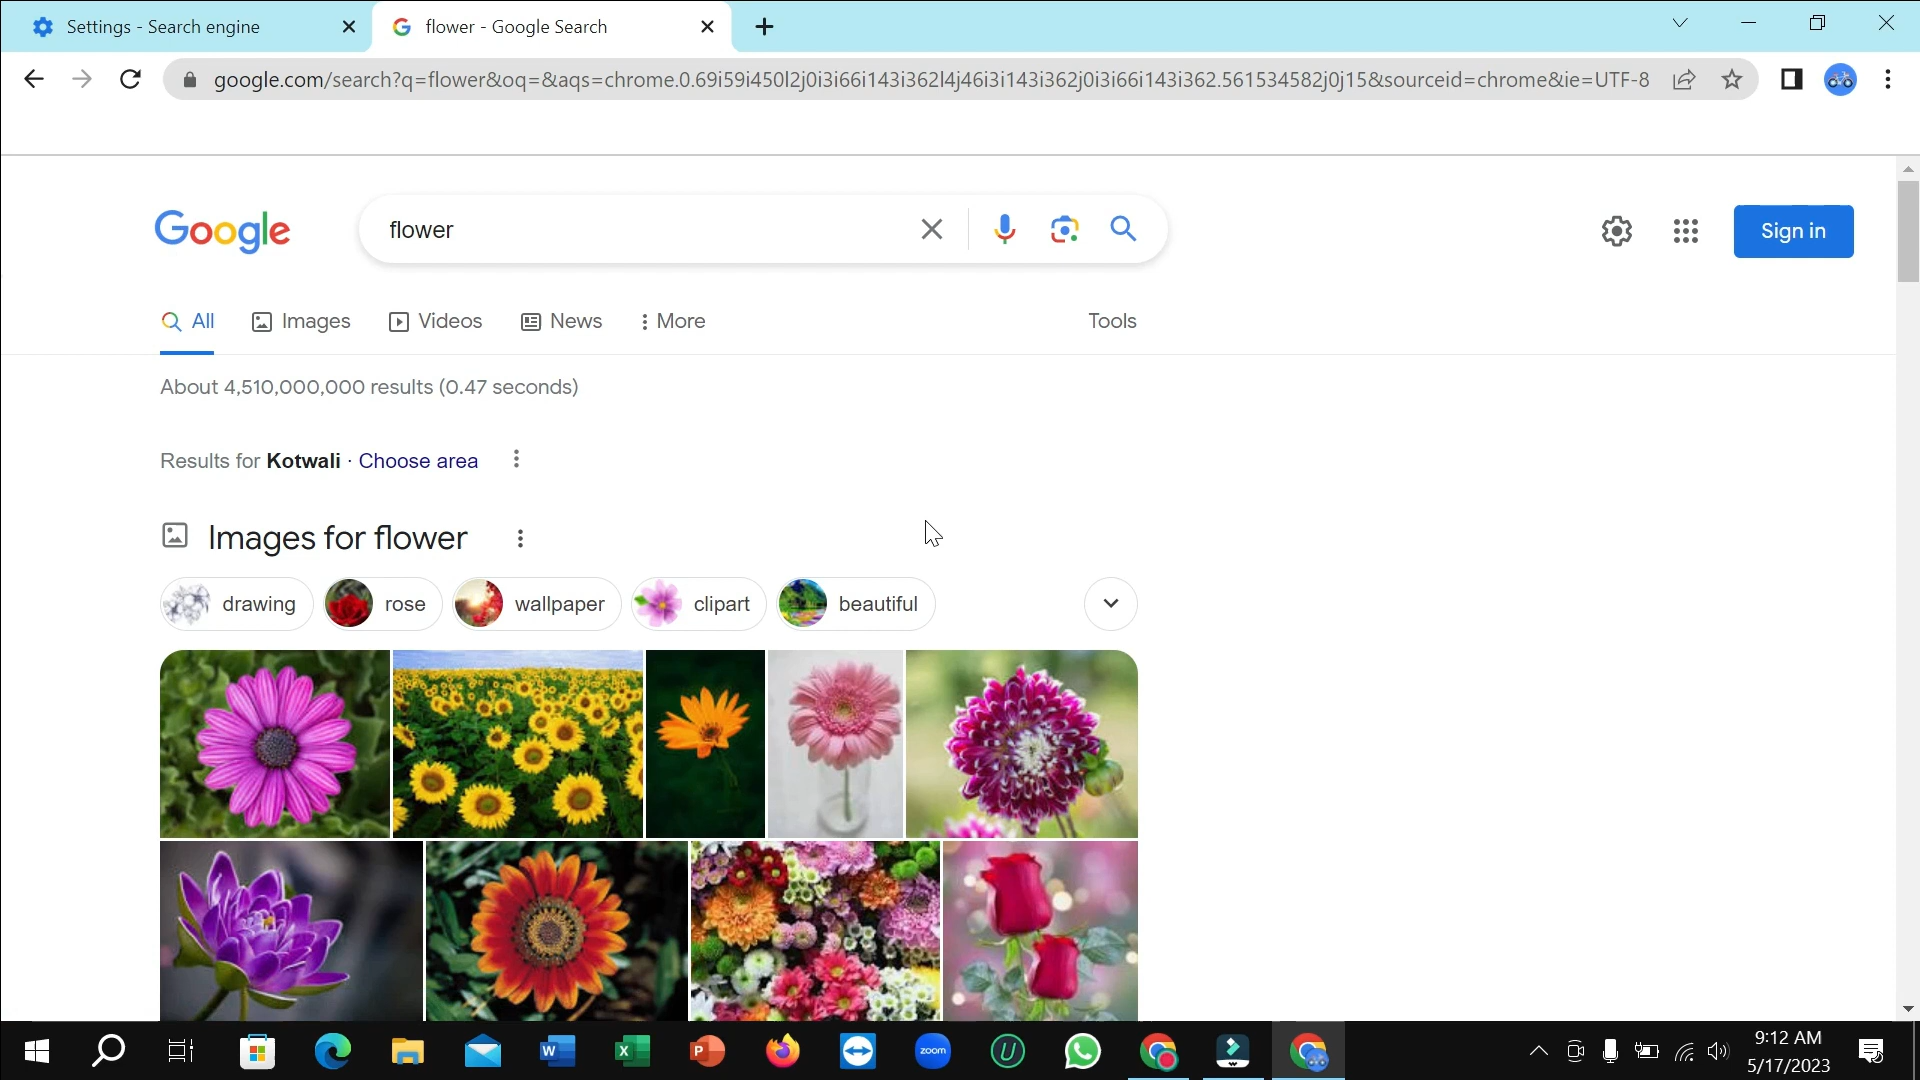 Settings - Search engine
flower - Google Search
google.com/search?q=flower&oq=&aqs=chrome.0.69i59i450l2j0i3i66i143i362l4j46i3i143i362j0i3i66i143i362.561534582j0j15&sourceid=chrome&ie=UTF-8
Google
flower
Sign in
All
Images
Videos
News
More
Tools
About 4,510,000,000 results (0.47 seconds)
Results for Kotwali · Choose area
Images for flower
drawing
rose
wallpaper
clipart
beautiful
W
X
P
zoom
U
9:12 AM
5/17/2023